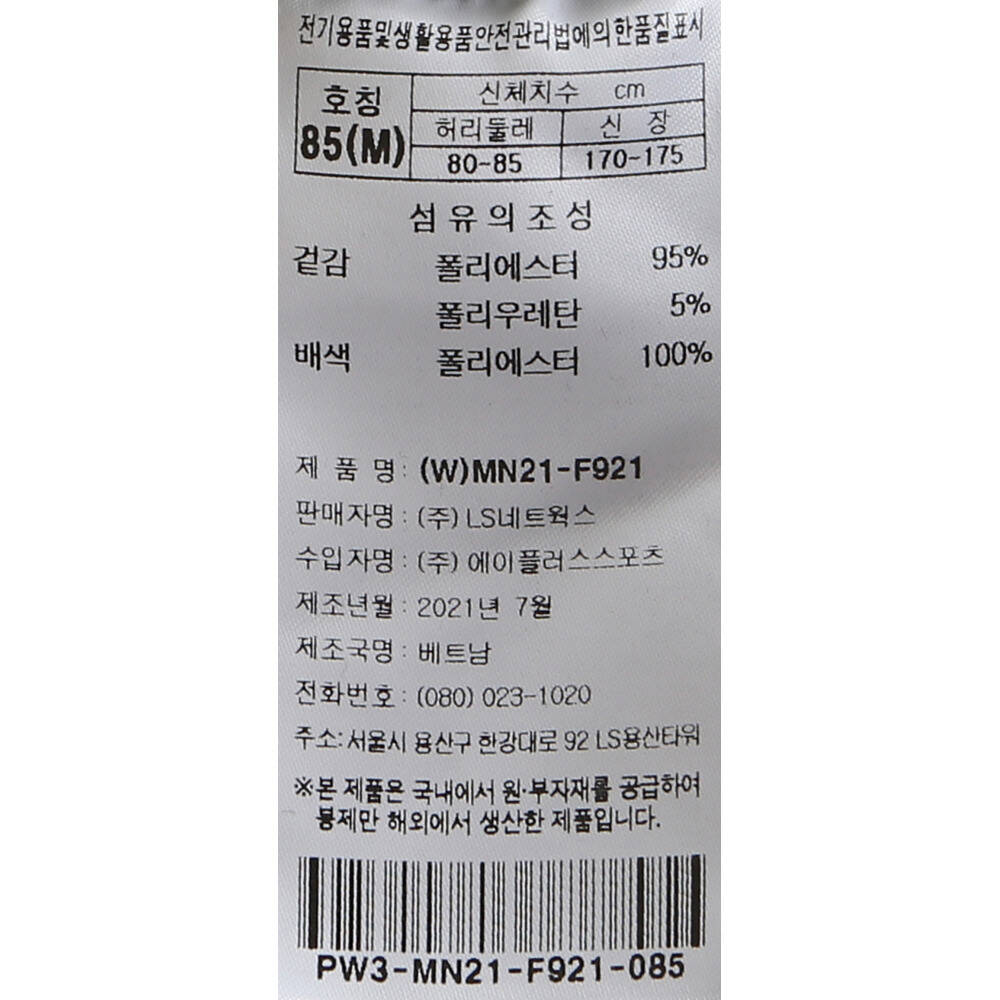 전기용품및생활용품안전관리법에의한품질표시
호칭 신체치수 cm
85(M) 허리둘레 신 장
80-85 170-175
섬 유 의 조 성
겉감 폴리에스터 95%
폴리우레탄 5%
배색 폴리에스터 100%
제 품 명 : (W)MN21-F921
판매자명 : (주) LS네트웍스
수입자명 : (주) 에이플러스스포츠
제조년월 : 2021년 7월
제조국명 : 베트남
전화번호 : (080) 023-1020
주소: 서울시 용산구 한강대로 92 LS용산타워
※본 제품은 국내에서 원·부자재를 공급하여
봉제만 해외에서 생산한 제품입니다.
PW3-MN21-F921-085